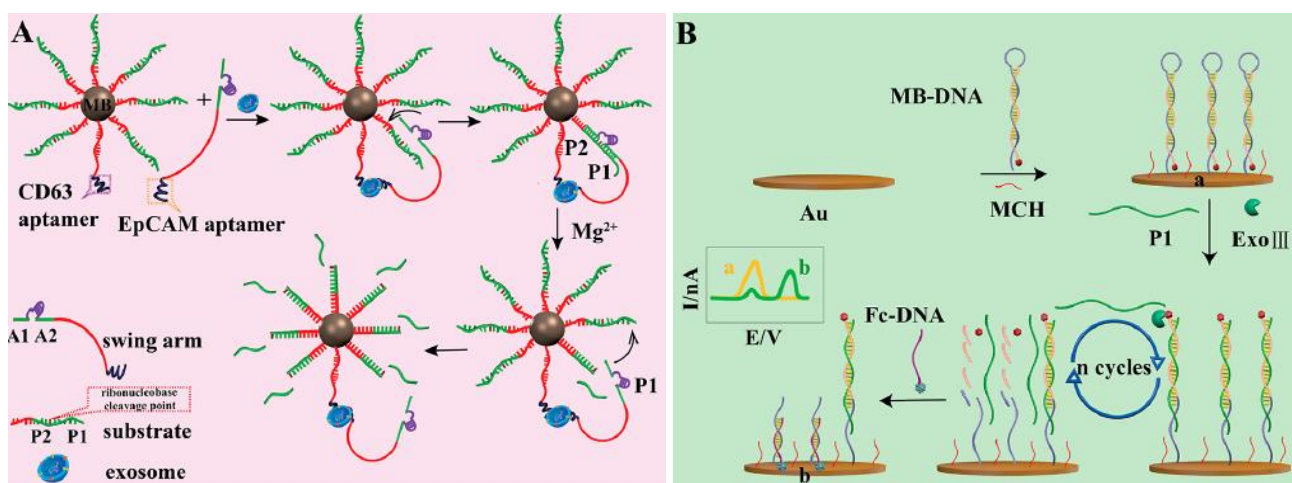 A
MB
+
CD63
aptamer
EpCAM aptamer
P2
P1
Mg²⁺
A1 A2
swing arm
ribonucleobase
cleavage point
P2 P1
substrate
exosome
P1
B
MB-DNA
MCH
Au
a
P1
Exo Ⅲ
I/nA
a
b
E/V
Fc-DNA
n cycles
b